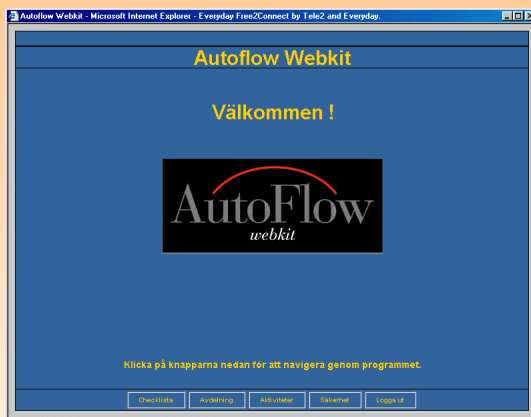 Autoflow Webkit - Microsoft Internet Explorer - Everyday Free2Connect by Tele2 and Everyday.
Autoflow Webkit
Välkommen !
AutoFlow
webkit
Klicka på knapparna nedan för att navigera genom programmet.
Checklista Avdelning Aktiviteter Säkerhet Logga ut